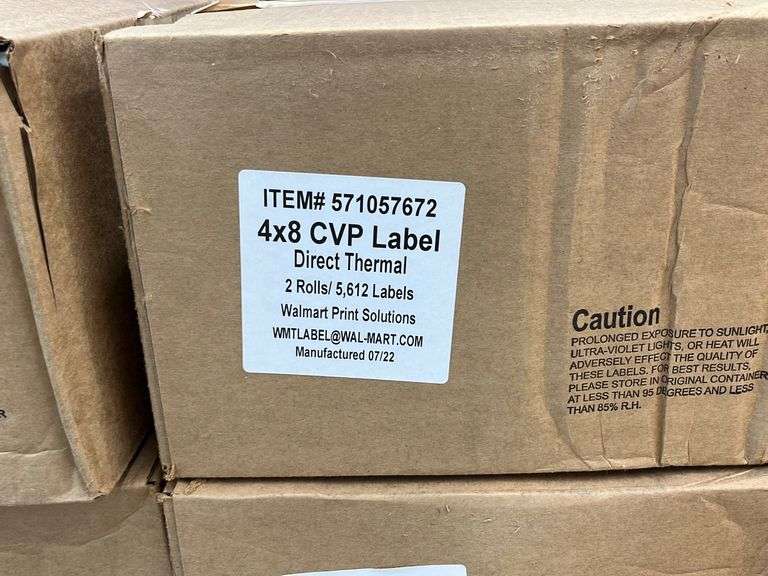 ITEM# 571057672
4x8 CVP Label
Direct Thermal
2 Rolls/ 5,612 Labels
Walmart Print Solutions
WMTLABEL@WAL-MART.COM
Manufactured 07/22
Caution
PROLONGED EXPOSURE TO SUNLIGHT,
ULTRA-VIOLET LIGHTS, OR HEAT WILL
ADVERSELY EFFECT THE QUALITY OF
THESE LABELS. FOR BEST RESULTS,
PLEASE STORE IN ORIGINAL CONTAINER
AT LESS THAN 95 DEGREES AND LESS
THAN 85% R.H.